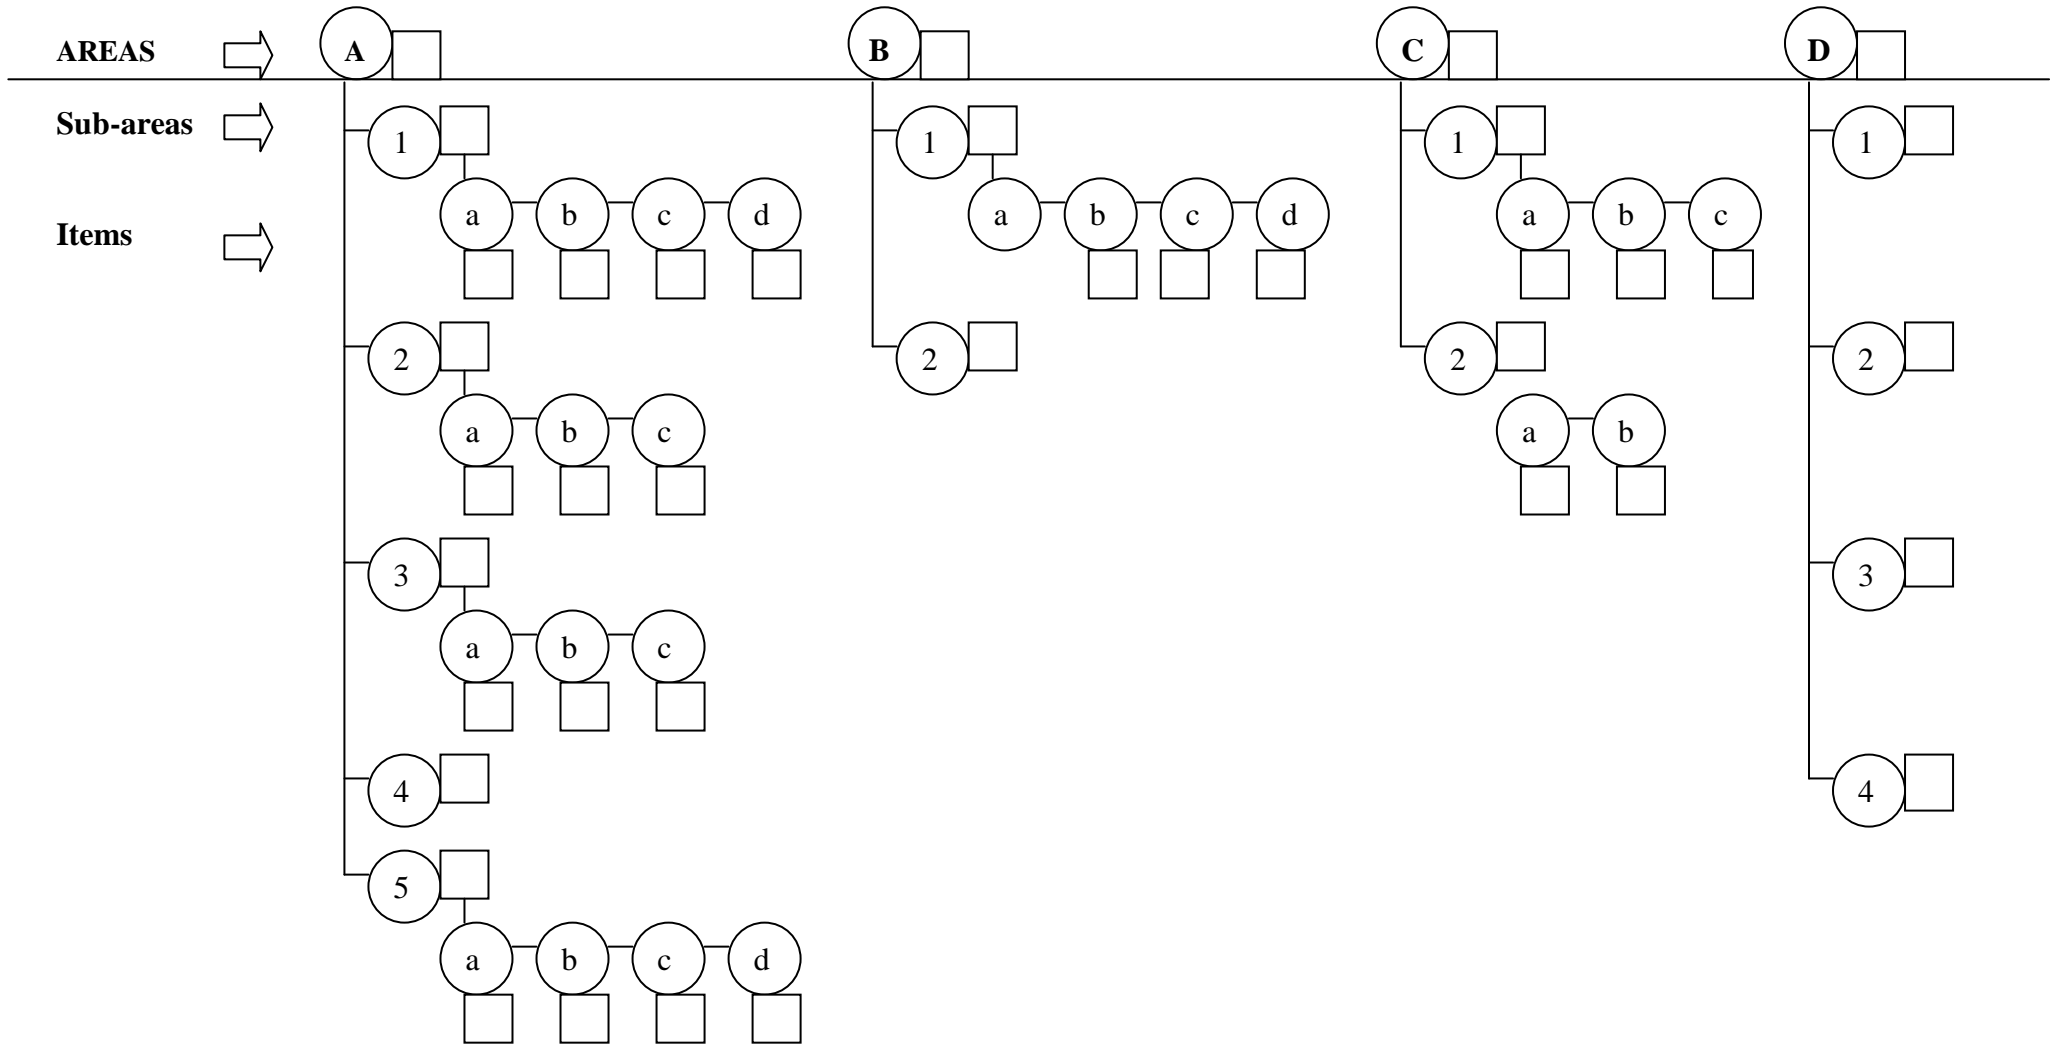 AREAS A B C D
Sub-areas 1 1 1 1
Items a b c d a b c d a b c
2 2 2 2
a b c a b
3 3
a b c
4 4
5
a b c d